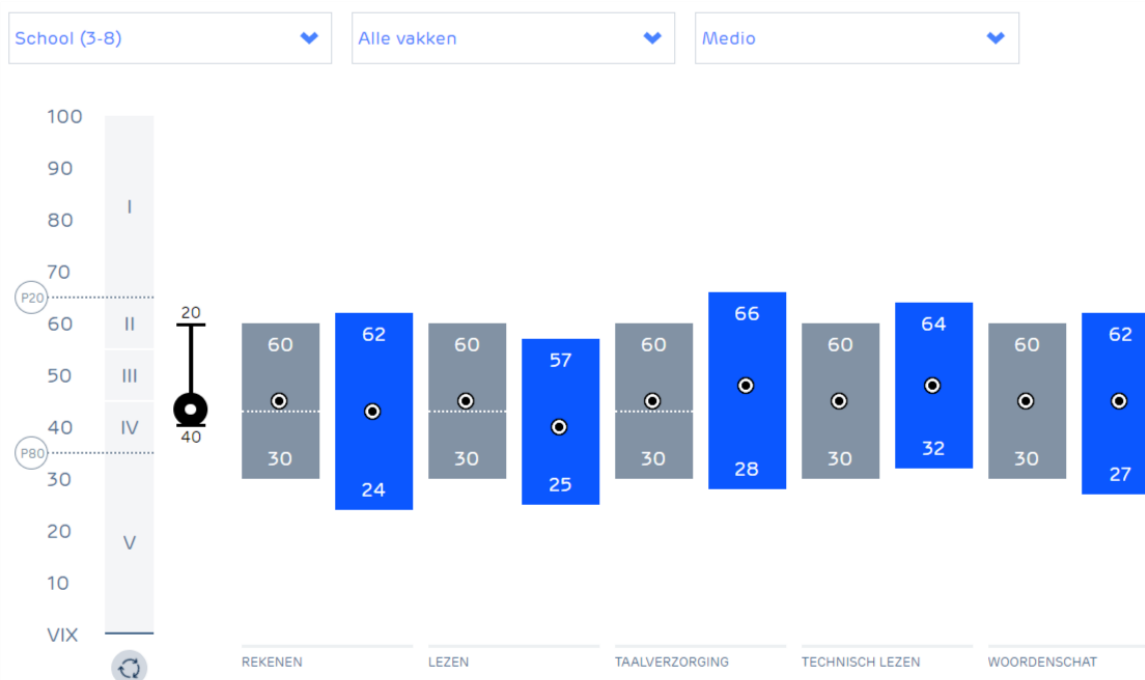 School (3-8)
Alle vakken
Medio
100
90
80
70
60
50
40
30
20
10
VIX
P20
P80
I
II
III
IV
V
20
40
60
30
62
24
60
30
57
25
60
30
66
28
60
30
64
32
60
30
62
27
REKENEN
LEZEN
TAALVERZORGING
TECHNISCH LEZEN
WOORDENSCHAT